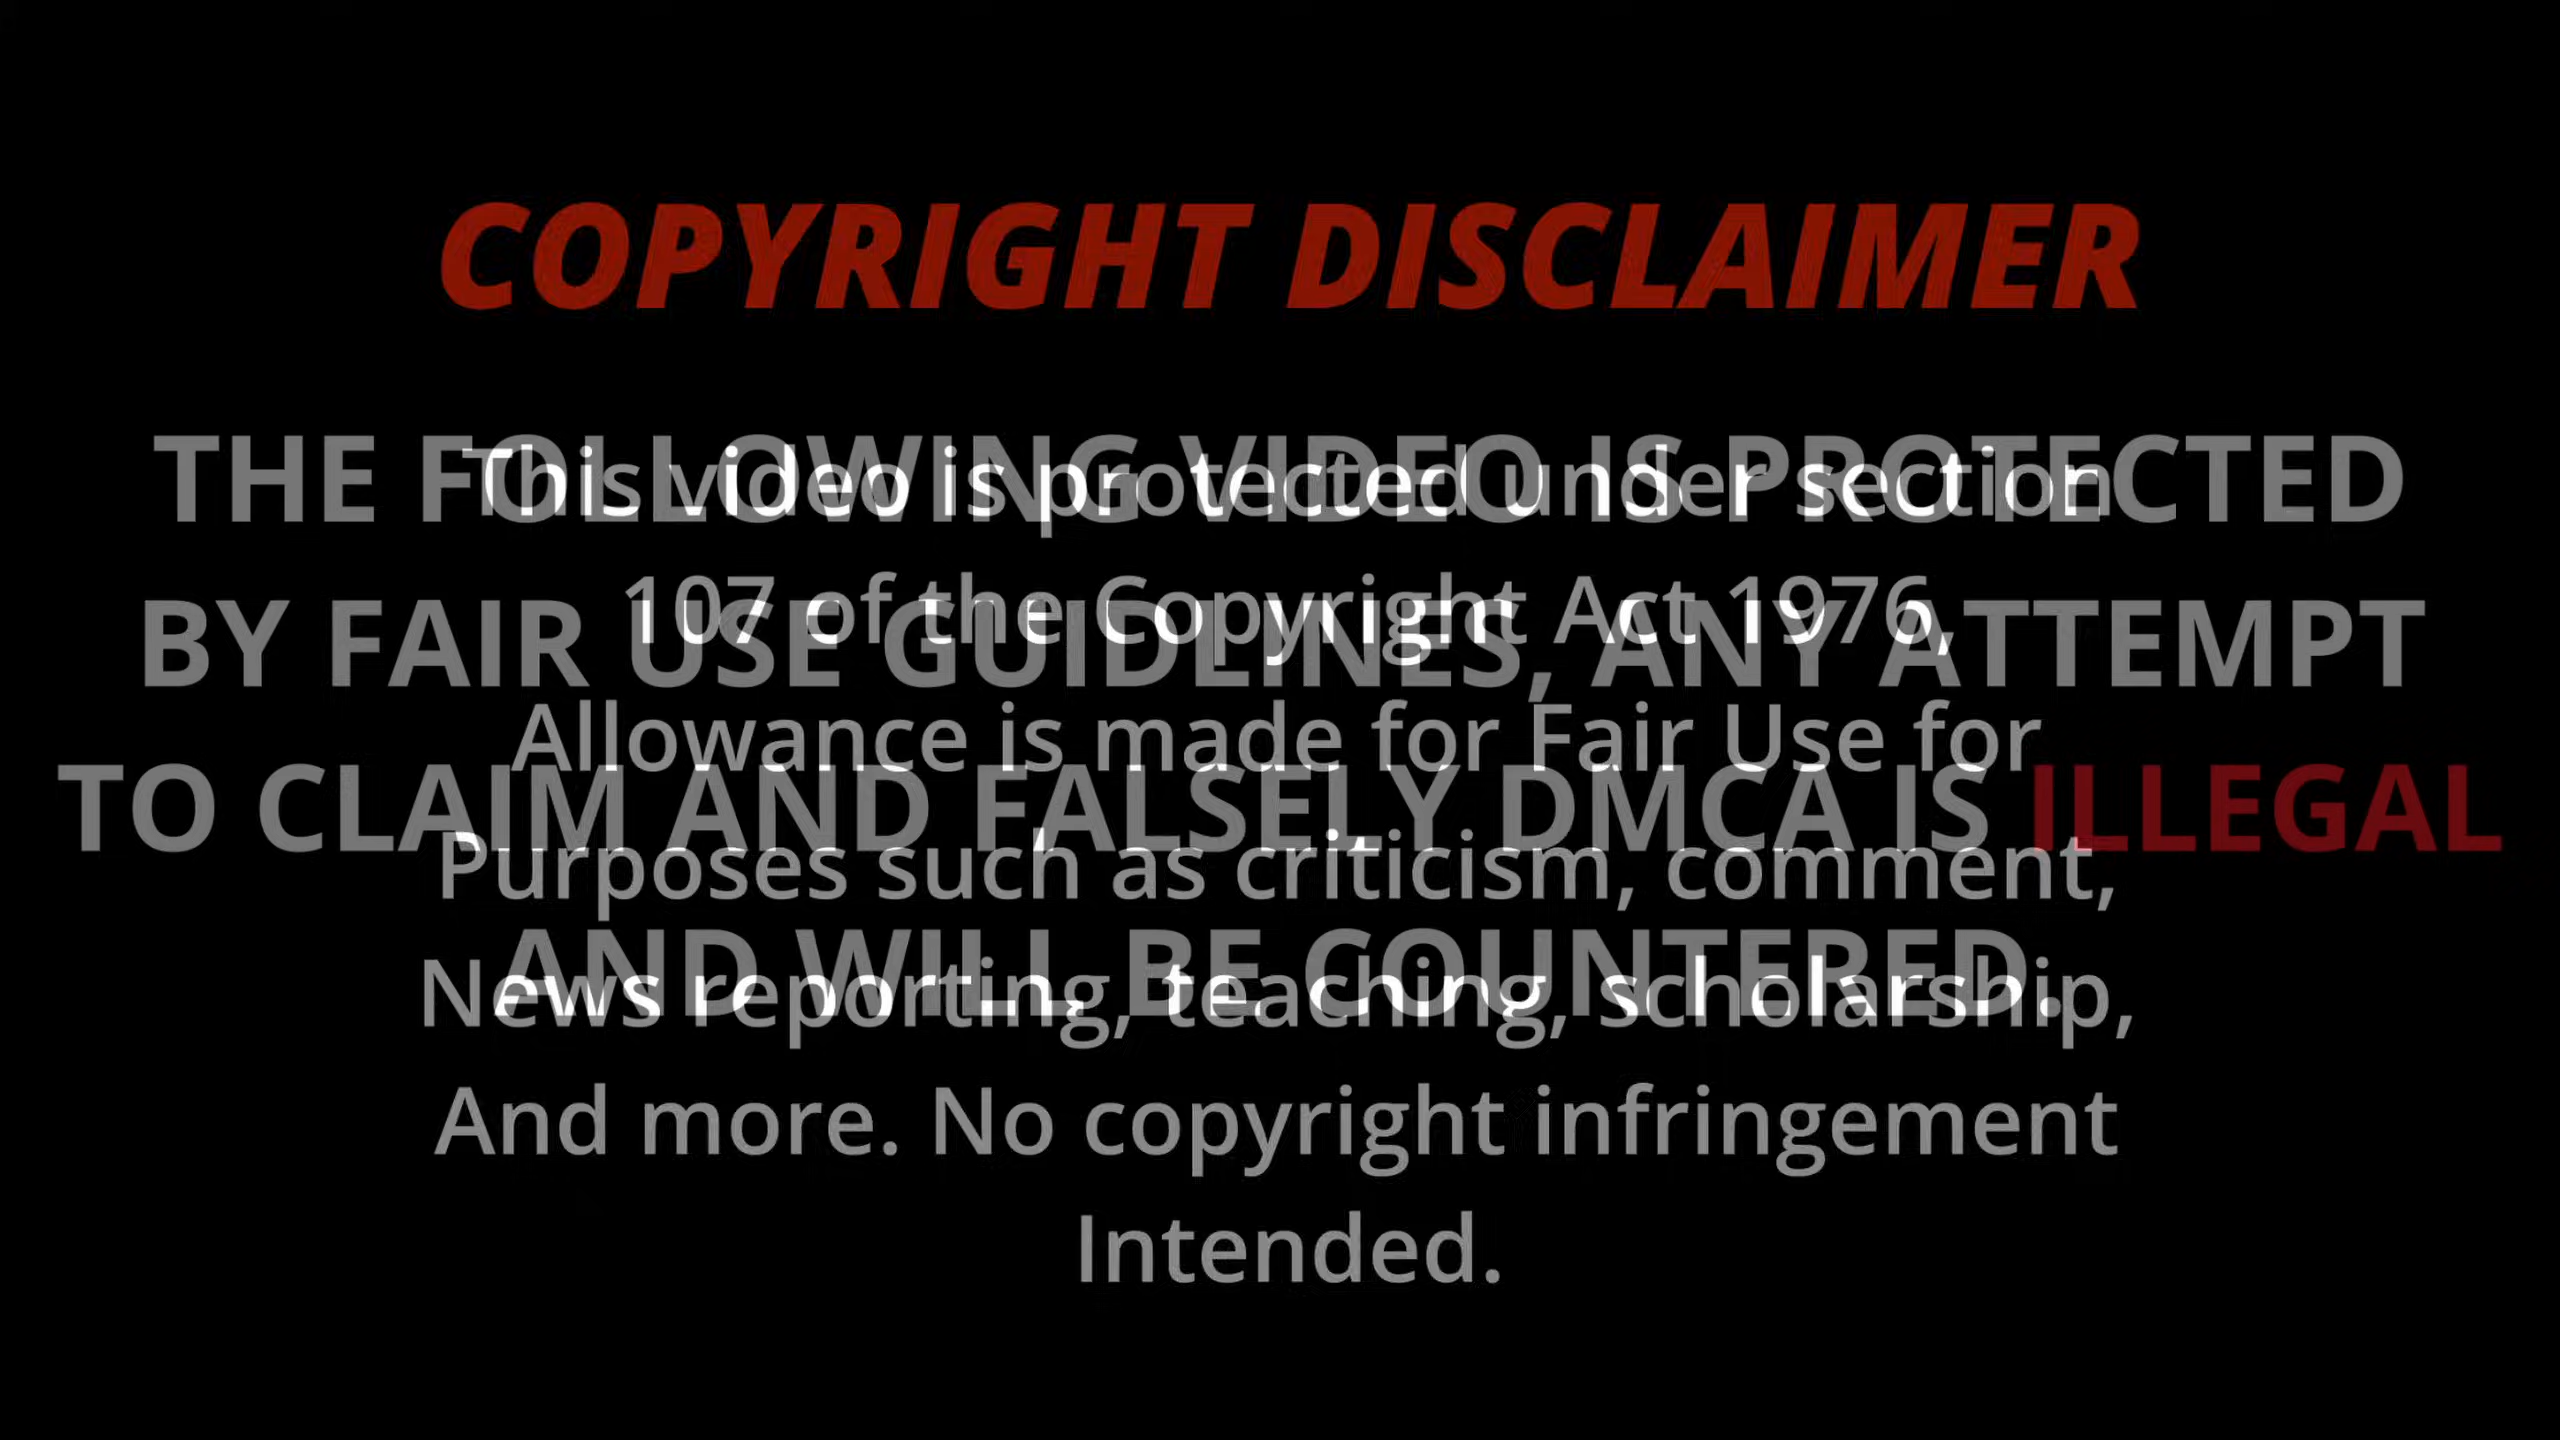 COPYRIGHT DISCLAIMER
THE FOLLOWING VIDEO IS PROTECTED
BY FAIR USE GUIDLINES, ANY ATTEMPT
TO CLAIM AND FALSELY DMCA IS ILLEGAL
AND WILL BE COUNTERED.
This video is protected under section
107 of the Copyright Act 1976,
Allowance is made for Fair Use for
Purposes such as criticism, comment,
News reporting, teaching, scholarship,
And more. No copyright infringement
Intended.